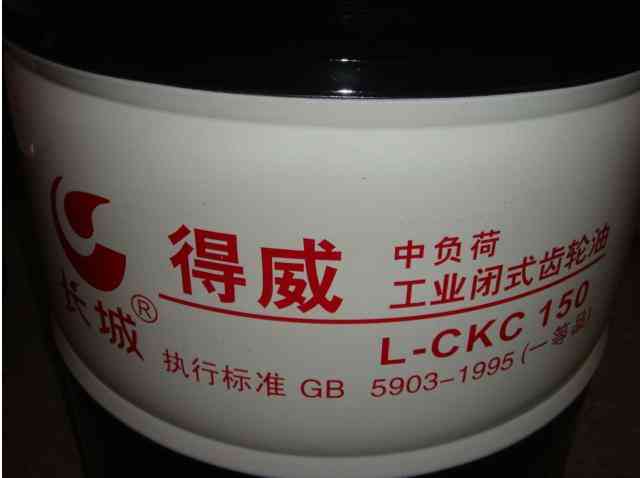 长城®
得威
中负荷
工业闭式齿轮油
L-CKC 150
执行标准 GB 5903-1995(一等品)